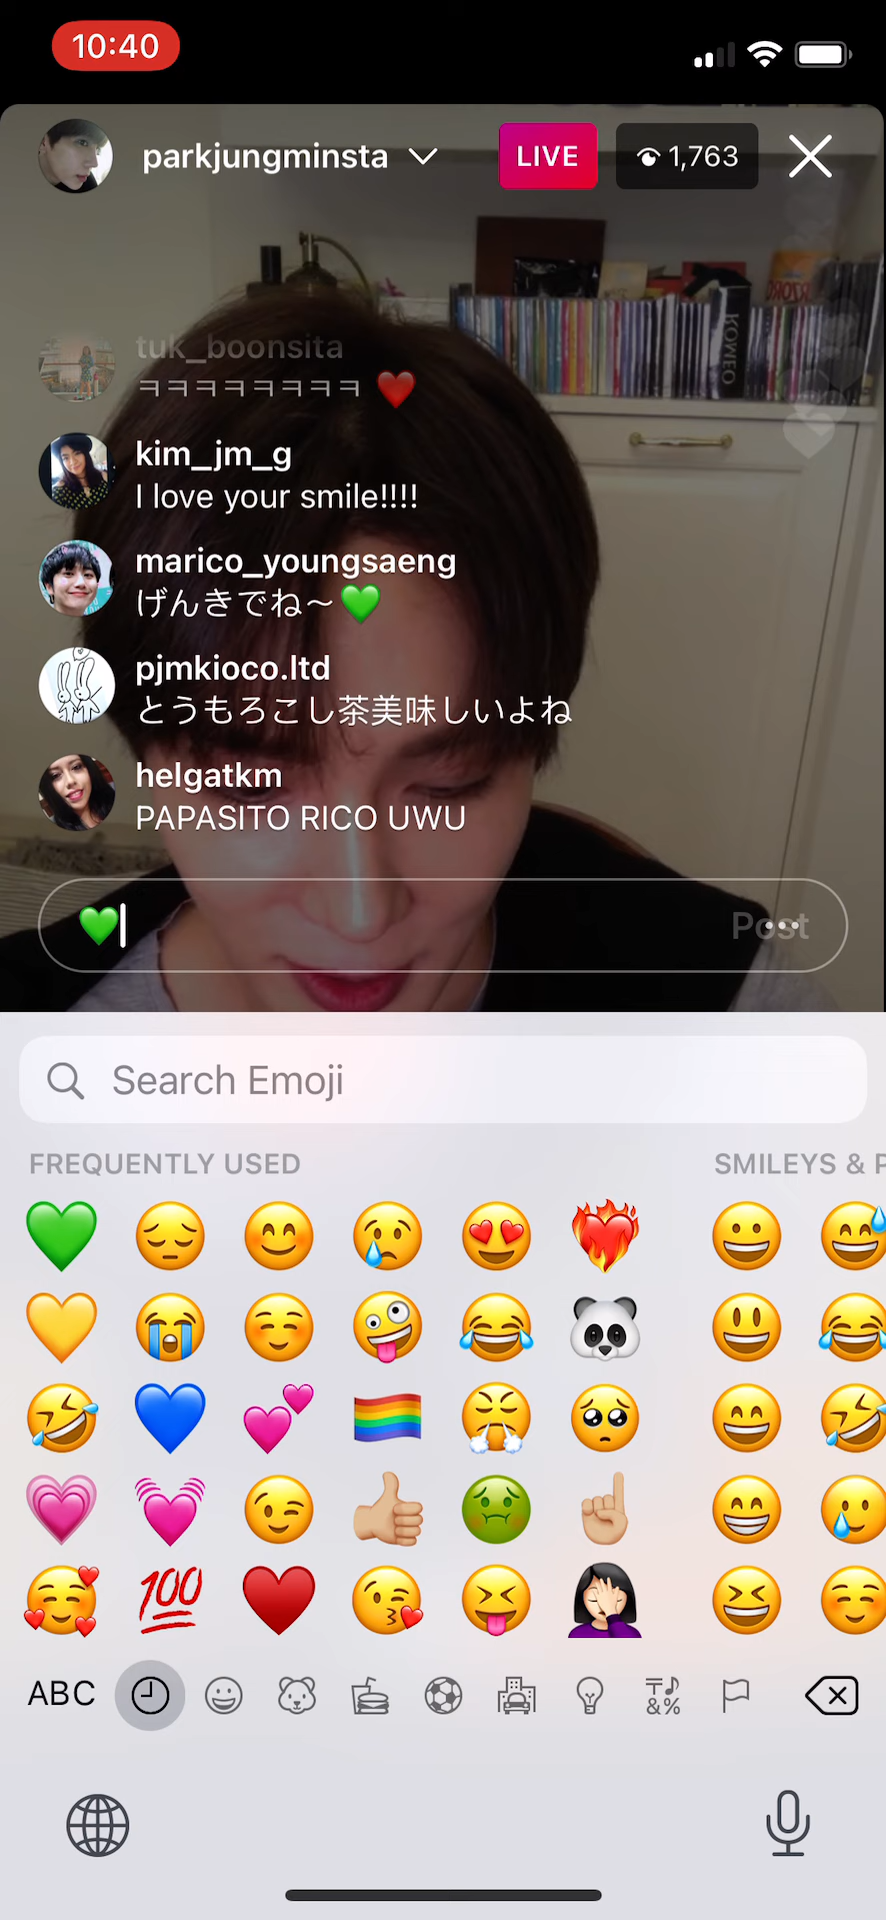 10:40
parkjungminsta
LIVE
1,763
tuk_boonsita
ㅋㅋㅋㅋㅋㅋㅋㅋ ❤️
ROMEO
kim_jm_g
I love your smile!!!!
marico_youngsaeng
げんきでね～💚
pjmkioco.ltd
とうもろこし茶美味しいよね
helgatkm
PAPASITO RICO UWU
💚
Post
Search Emoji
FREQUENTLY USED
SMILEYS & P
ABC